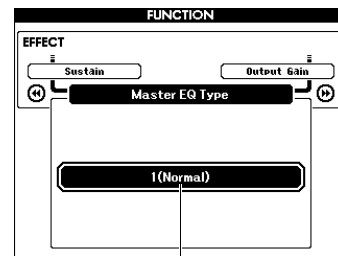 FUNCTION
EFFECT
Sustain
Output Gain
Master EQ Type
1(Normal)